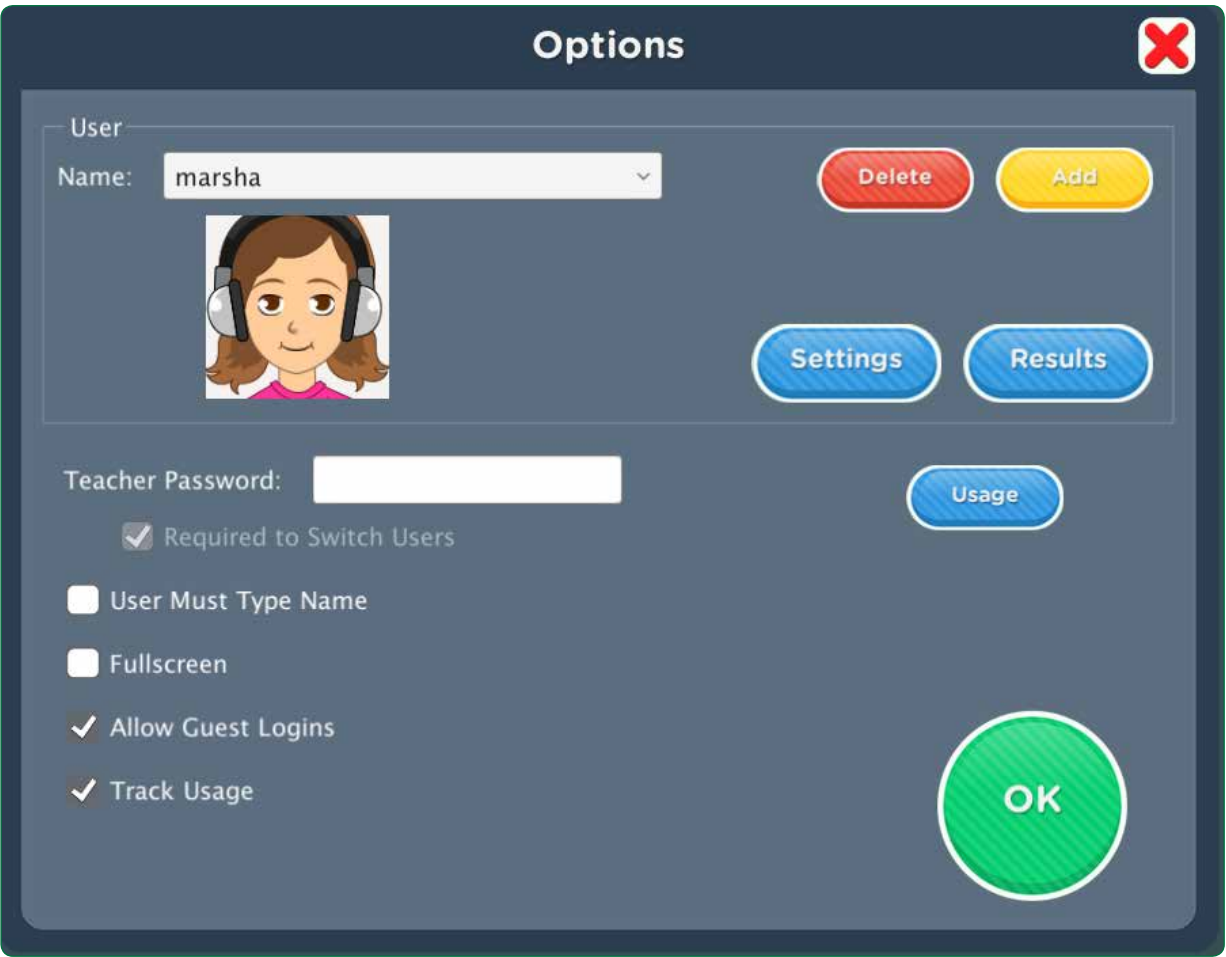 Options
User
Name: marsha Delete Add
Settings Results
Teacher Password: Usage
Required to Switch Users
User Must Type Name
Fullscreen
Allow Guest Logins
Track Usage
OK